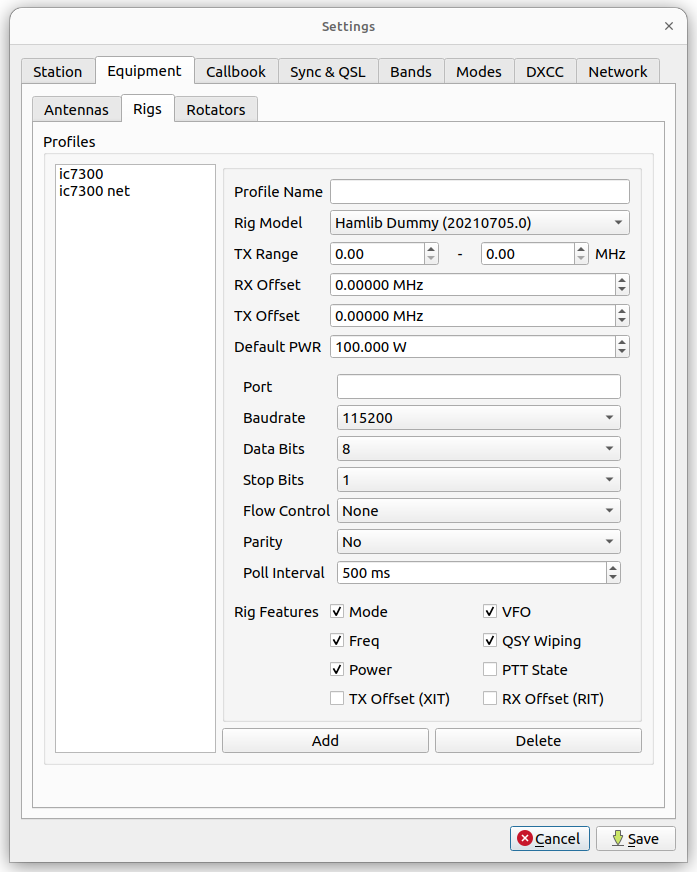 Settings
Station Equipment Callbook Sync & QSL Bands Modes DXCC Network
Antennas Rigs Rotators
Profiles
ic7300
ic7300 net
Profile Name
Rig Model Hamlib Dummy (20210705.0)
TX Range 0.00 - 0.00 MHz
RX Offset 0.00000 MHz
TX Offset 0.00000 MHz
Default PWR 100.000 W
Port
Baudrate 115200
Data Bits 8
Stop Bits 1
Flow Control None
Parity No
Poll Interval 500 ms
Rig Features Mode VFO
Freq QSY Wiping
Power PTT State
TX Offset (XIT) RX Offset (RIT)
Add Delete
Cancel Save